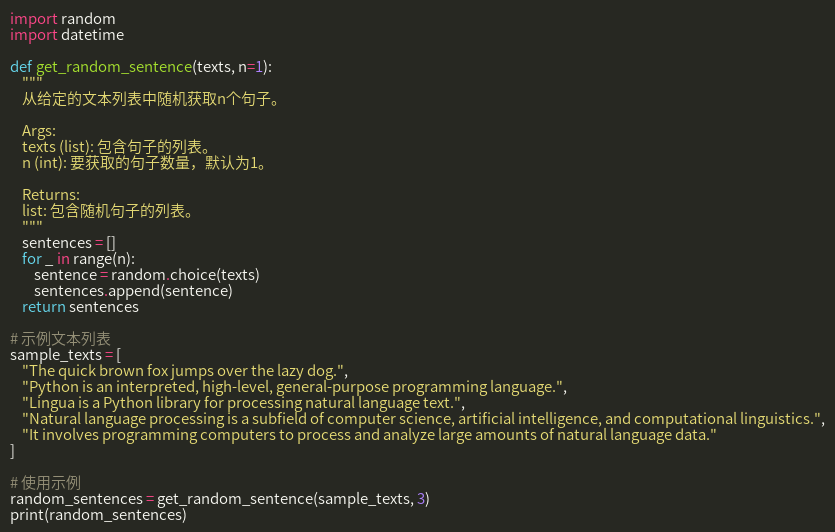 import random
import datetime

def get_random_sentence(texts, n=1):
    """
    从给定的文本列表中随机获取n个句子。

    Args:
    texts (list): 包含句子的列表。
    n (int): 要获取的句子数量，默认为1。

    Returns:
    list: 包含随机句子的列表。
    """
    sentences = []
    for _ in range(n):
        sentence = random.choice(texts)
        sentences.append(sentence)
    return sentences

# 示例文本列表
sample_texts = [
    "The quick brown fox jumps over the lazy dog.",
    "Python is an interpreted, high-level, general-purpose programming language.",
    "Lingua is a Python library for processing natural language text.",
    "Natural language processing is a subfield of computer science, artificial intelligence, and computational linguistics.",
    "It involves programming computers to process and analyze large amounts of natural language data."
]

# 使用示例
random_sentences = get_random_sentence(sample_texts, 3)
print(random_sentences)